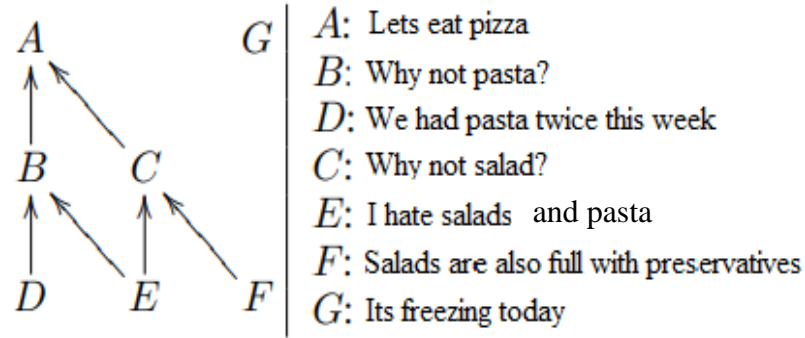 A
G
B
C
D
E
F
A: Lets eat pizza
B: Why not pasta?
D: We had pasta twice this week
C: Why not salad?
E: I hate salads and pasta
F: Salads are also full with preservatives
G: Its freezing today